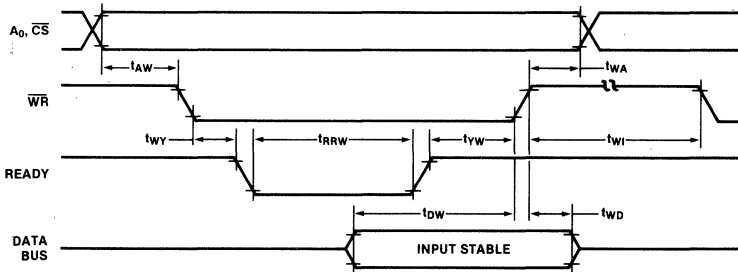 A0, CS
tAW
tWA
WR
tWY
tRRW
tYW
tWI
READY
tDW
tWD
DATA
BUS
INPUT STABLE